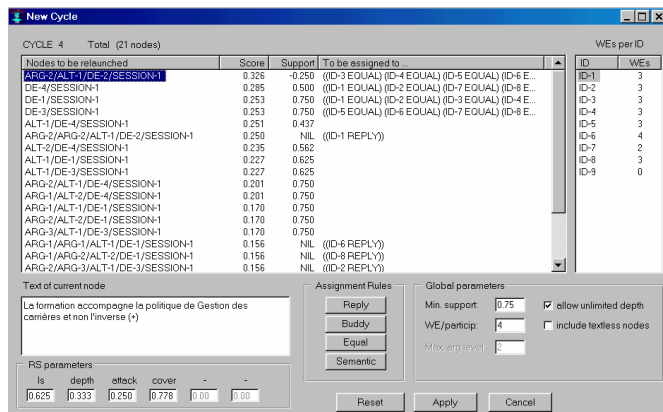 New Cycle
CYCLE 4 Total (21 nodes) WEs per ID
Nodes to be relaunched Score Support To be assigned to ... ID WEs
ARG-2/ALT-1/DE-2/SESSION-1 0.326 -0.250 ((ID-3 EQUAL) (ID-4 EQUAL) (ID-5 EQUAL) (ID-6 E... ID-1 3
DE-4/SESSION-1 0.285 0.500 ((ID-1 EQUAL) (ID-2 EQUAL) (ID-7 EQUAL) (ID-8 E... ID-2 3
DE-1/SESSION-1 0.253 0.750 ((ID-1 EQUAL) (ID-2 EQUAL) (ID-3 EQUAL) (ID-4 E... ID-3 3
DE-3/SESSION-1 0.253 0.750 ((ID-5 EQUAL) (ID-6 EQUAL) (ID-7 EQUAL) (ID-8 E... ID-4 3
ALT-1/DE-4/SESSION-1 0.251 0.437 ID-5 3
ARG-2/ARG-2/ALT-1/DE-2/SESSION-1 0.250 NIL ((ID-1 REPLY)) ID-6 4
ALT-2/DE-4/SESSION-1 0.235 0.562 ID-7 2
ALT-1/DE-3/SESSION-1 0.227 0.625 ID-8 3
ALT-1/DE-1/SESSION-1 0.227 0.625 ID-9 0
ARG-2/ALT-1/DE-4/SESSION-1 0.201 0.750
ARG-1/ALT-2/DE-4/SESSION-1 0.201 0.750
ARG-1/ALT-1/DE-1/SESSION-1 0.170 0.750
ARG-2/ALT-1/DE-3/SESSION-1 0.170 0.750
ARG-3/ALT-1/DE-3/SESSION-1 0.170 0.750
ARG-1/ARG-1/ALT-1/DE-1/SESSION-1 0.156 NIL ((ID-6 REPLY))
ARG-1/ARG-2/ALT-1/DE-3/SESSION-1 0.156 NIL ((ID-8 REPLY))
ARG-2/ARG-3/ALT-1/DE-3/SESSION-1 0.156 NIL ((ID-2 REPLY))
Text of current node Assignment Rules Global parameters
La formation accompagne la politique de Gestion des
carrières et non l'inverse (+)
Reply Min. support: 0.75 allow unlimited depth
Buddy WE/particip: 4 include textless nodes
Equal Max. arg level: 2
Semantic
RS parameters
ls depth attack cover - -
0.625 0.333 0.250 0.778 0.00 0.00
Reset Apply Cancel